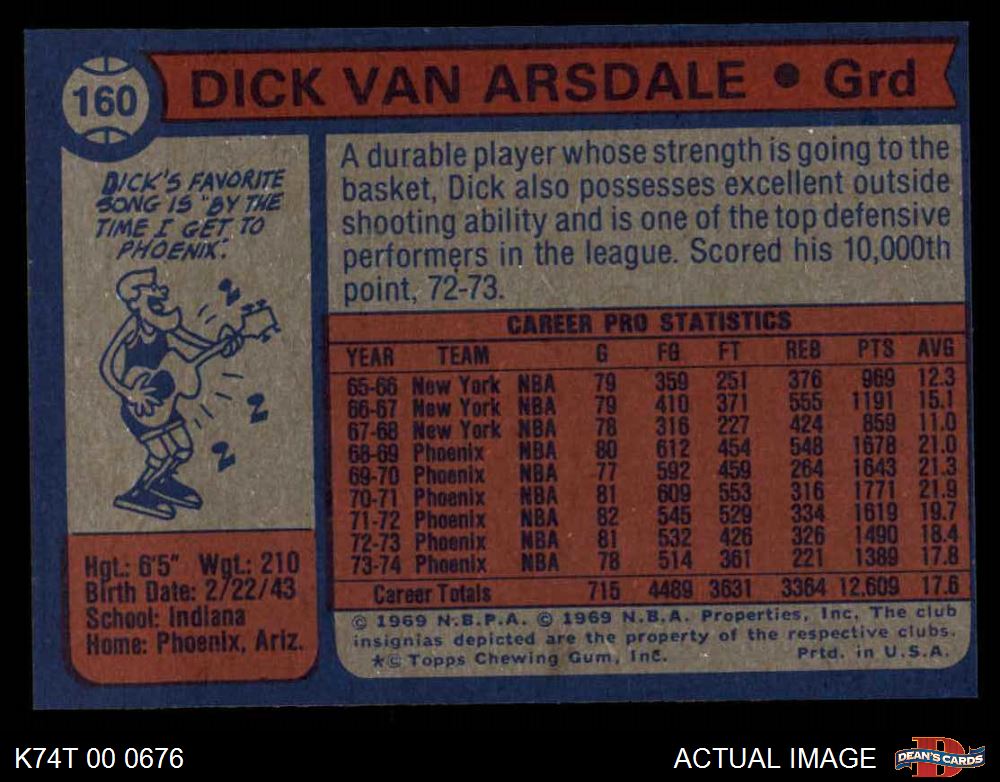 160
DICK VAN ARSDALE • Grd
DICK'S FAVORITE
SONG IS "BY THE
TIME I GET TO
PHOENIX."
A durable player whose strength is going to the
basket, Dick also possesses excellent outside
shooting ability and is one of the top defensive
performers in the league. Scored his 10,000th
point, 72-73.
CAREER PRO STATISTICS
YEAR TEAM G FG FT REB PTS AVG
65-66 New York NBA 79 359 251 376 969 12.3
66-67 New York NBA 79 410 371 555 1191 15.1
67-68 New York NBA 78 316 227 424 859 11.0
68-69 Phoenix NBA 80 612 454 548 1678 21.0
69-70 Phoenix NBA 77 592 459 264 1643 21.3
70-71 Phoenix NBA 81 609 553 316 1771 21.9
71-72 Phoenix NBA 82 545 529 334 1619 19.7
72-73 Phoenix NBA 81 532 426 326 1490 18.4
73-74 Phoenix NBA 78 514 361 221 1389 17.8
Career Totals 715 4489 3631 3364 12,609 17.6
Hgt.: 6'5" Wgt.: 210
Birth Date: 2/22/43
School: Indiana
Home: Phoenix, Ariz.
© 1969 N.B.P.A. © 1969 N.B.A. Properties, Inc, The club
insignias depicted are the property of the respective clubs.
*© Topps Chewing Gum, Inc. Prtd. in U.S.A.
K74T 00 0676
ACTUAL IMAGE
D
DEAN'S CARDS